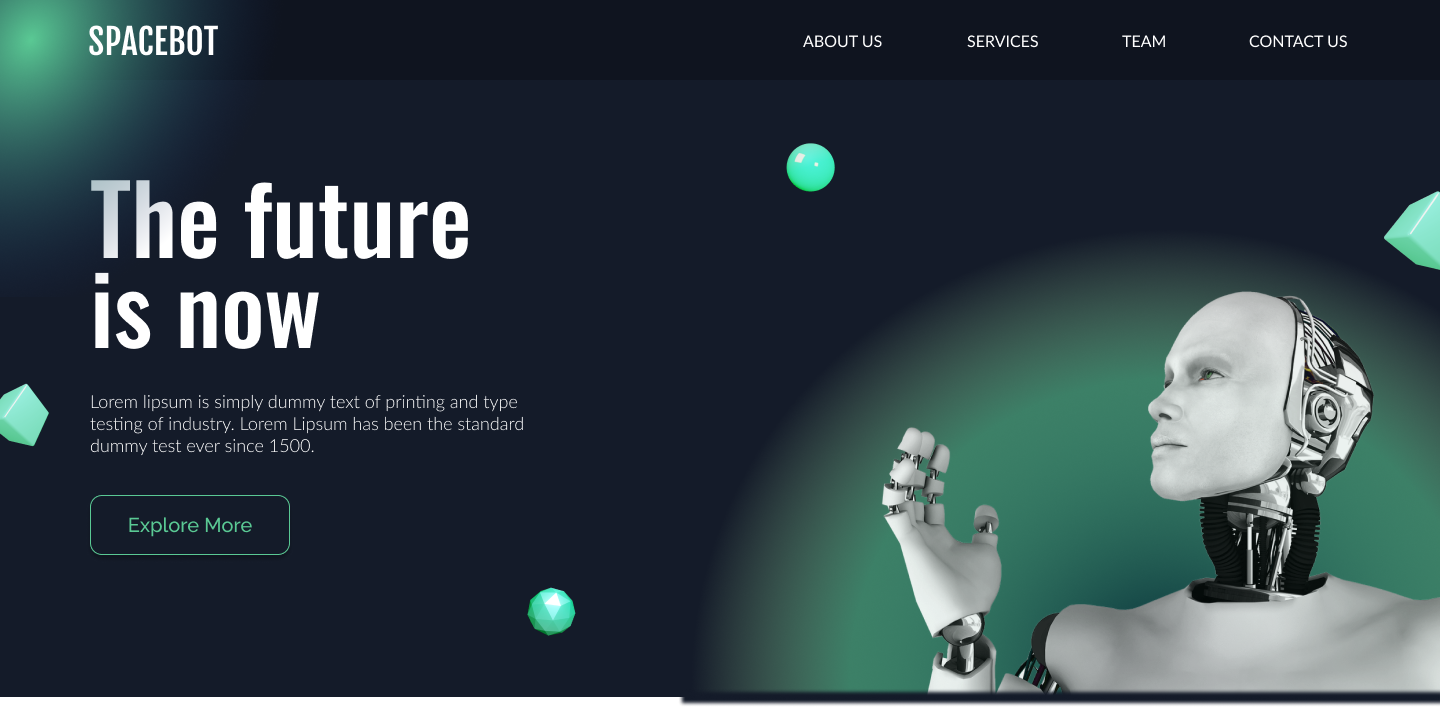 SPACEBOT
ABOUT US
SERVICES
TEAM
CONTACT US
The future
is now
Lorem lipsum is simply dummy text of printing and type
testing of industry. Lorem Lipsum has been the standard
dummy test ever since 1500.
Explore More